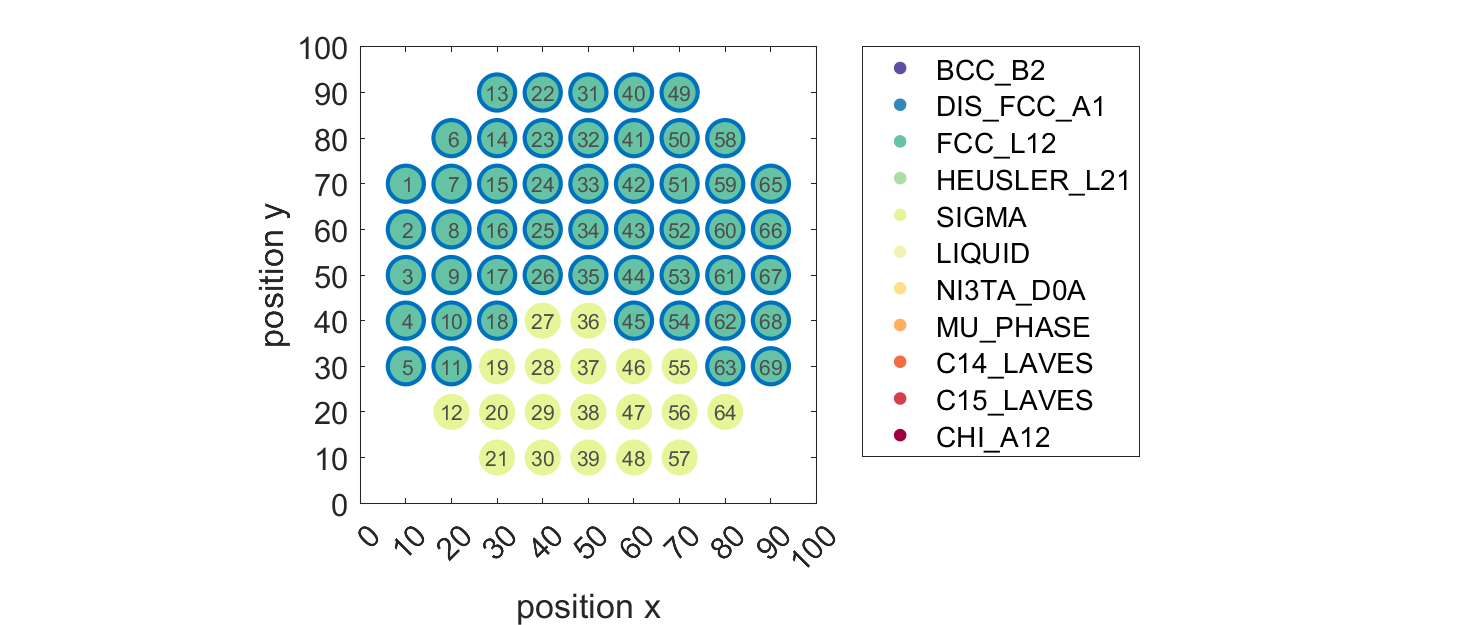 100
90
80
70
60
50
40
30
20
10
0
position y
13 22 31 40 49
6 14 23 32 41 50 58
1 7 15 24 33 42 51 59 65
2 8 16 25 34 43 52 60 66
3 9 17 26 35 44 53 61 67
4 10 18 27 36 45 54 62 68
5 11 19 28 37 46 55 63 69
12 20 29 38 47 56 64
21 30 39 48 57
0 10 20 30 40 50 60 70 80 90 100
position x
BCC_B2
DIS_FCC_A1
FCC_L12
HEUSLER_L21
SIGMA
LIQUID
NI3TA_D0A
MU_PHASE
C14_LAVES
C15_LAVES
CHI_A12